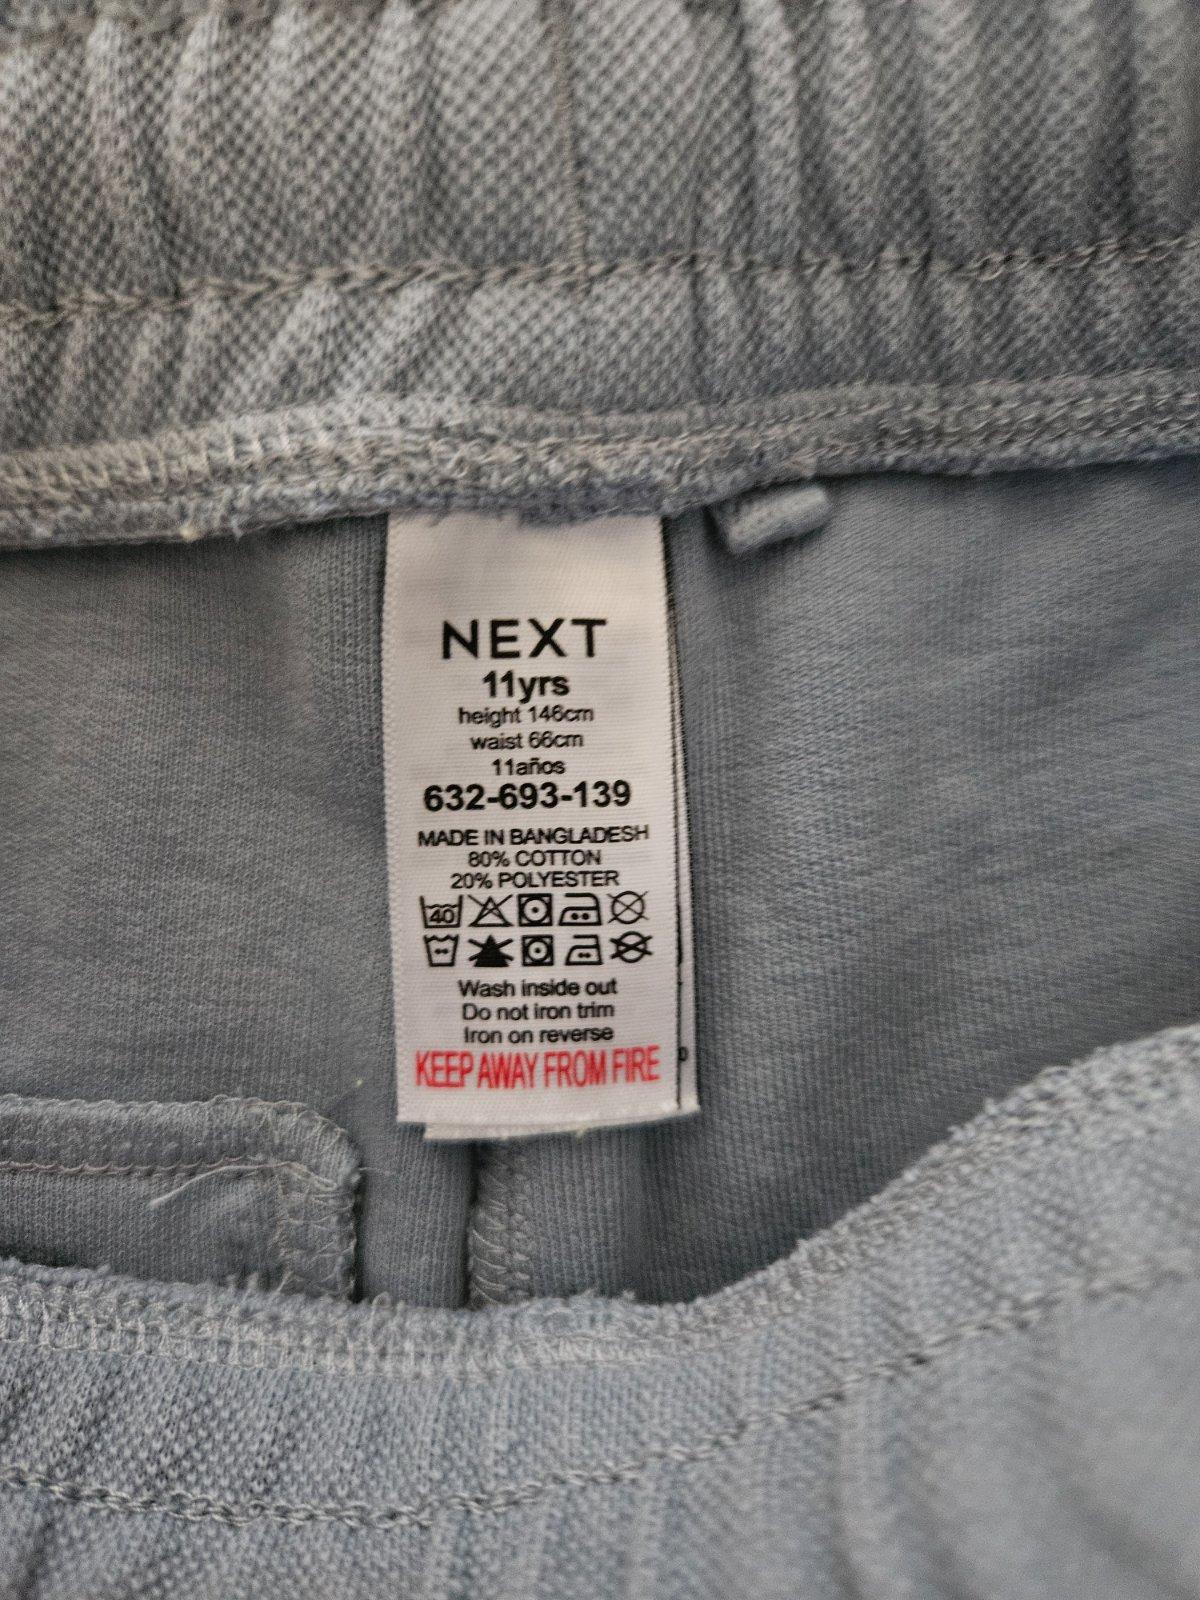 NEXT
11yrs
height 146cm
waist 66cm
11años
632-693-139
MADE IN BANGLADESH
80% COTTON
20% POLYESTER
40
Wash inside out
Do not iron trim
Iron on reverse
KEEP AWAY FROM FIRE